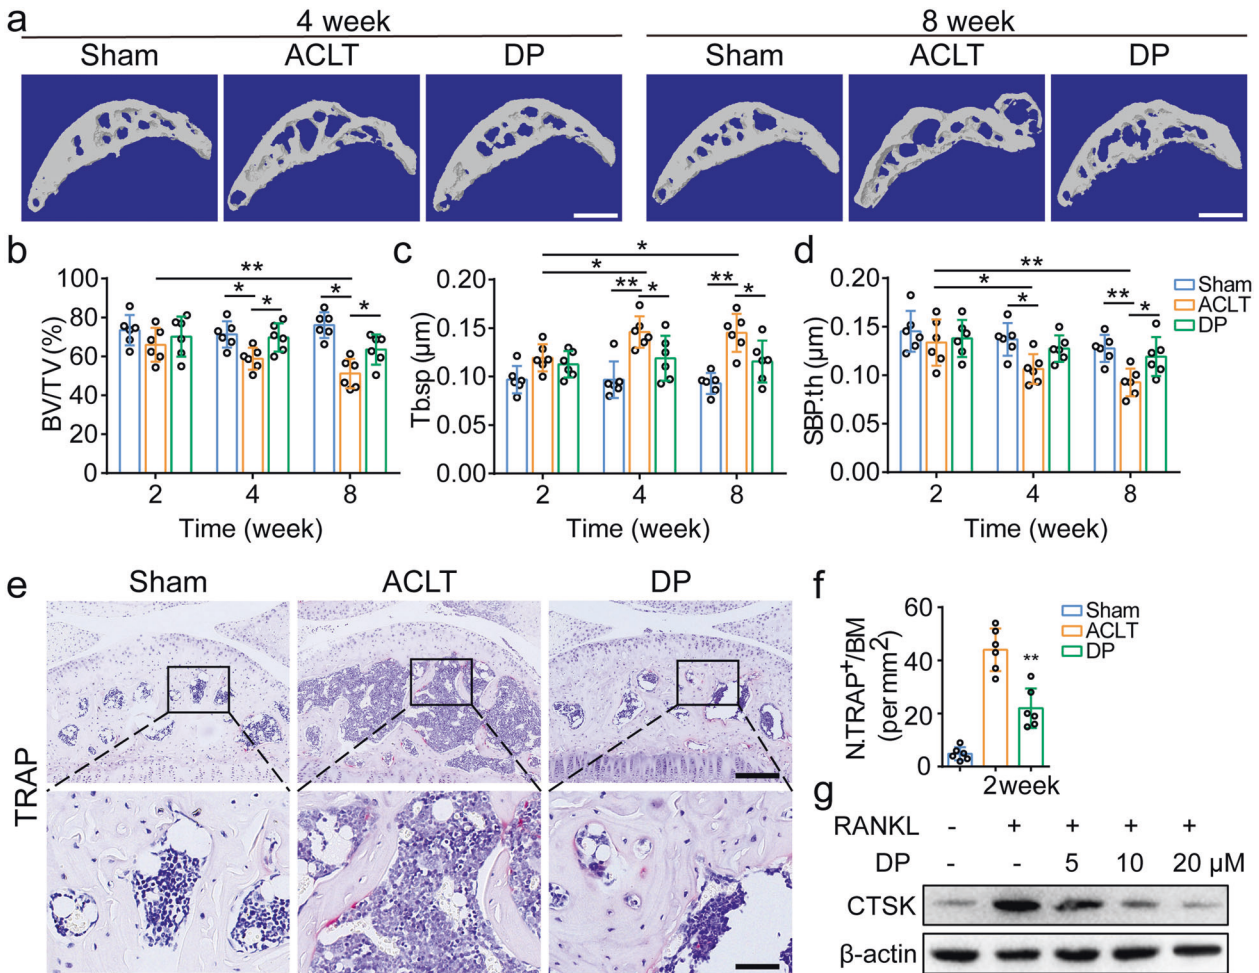 a
4 week
8 week
Sham
ACLT
DP
Sham
ACLT
DP
b
BV/TV (%)
100
80
60
40
20
0
**
*
*
*
*
2
4
8
Time (week)
c
Tb.sp (µm)
0.20
0.15
0.10
0.05
0.00
*
*
**
*
**
*
2
4
8
Time (week)
d
SBP.th (µm)
0.20
0.15
0.10
0.05
0.00
**
*
*
**
*
2
4
8
Time (week)
Sham
ACLT
DP
e
Sham
ACLT
DP
TRAP
f
N.TRAP⁺/BM
(per mm²)
60
40
20
0
**
2week
Sham
ACLT
DP
g
RANKL - + + + +
DP - - 5 10 20 µM
CTSK
β-actin